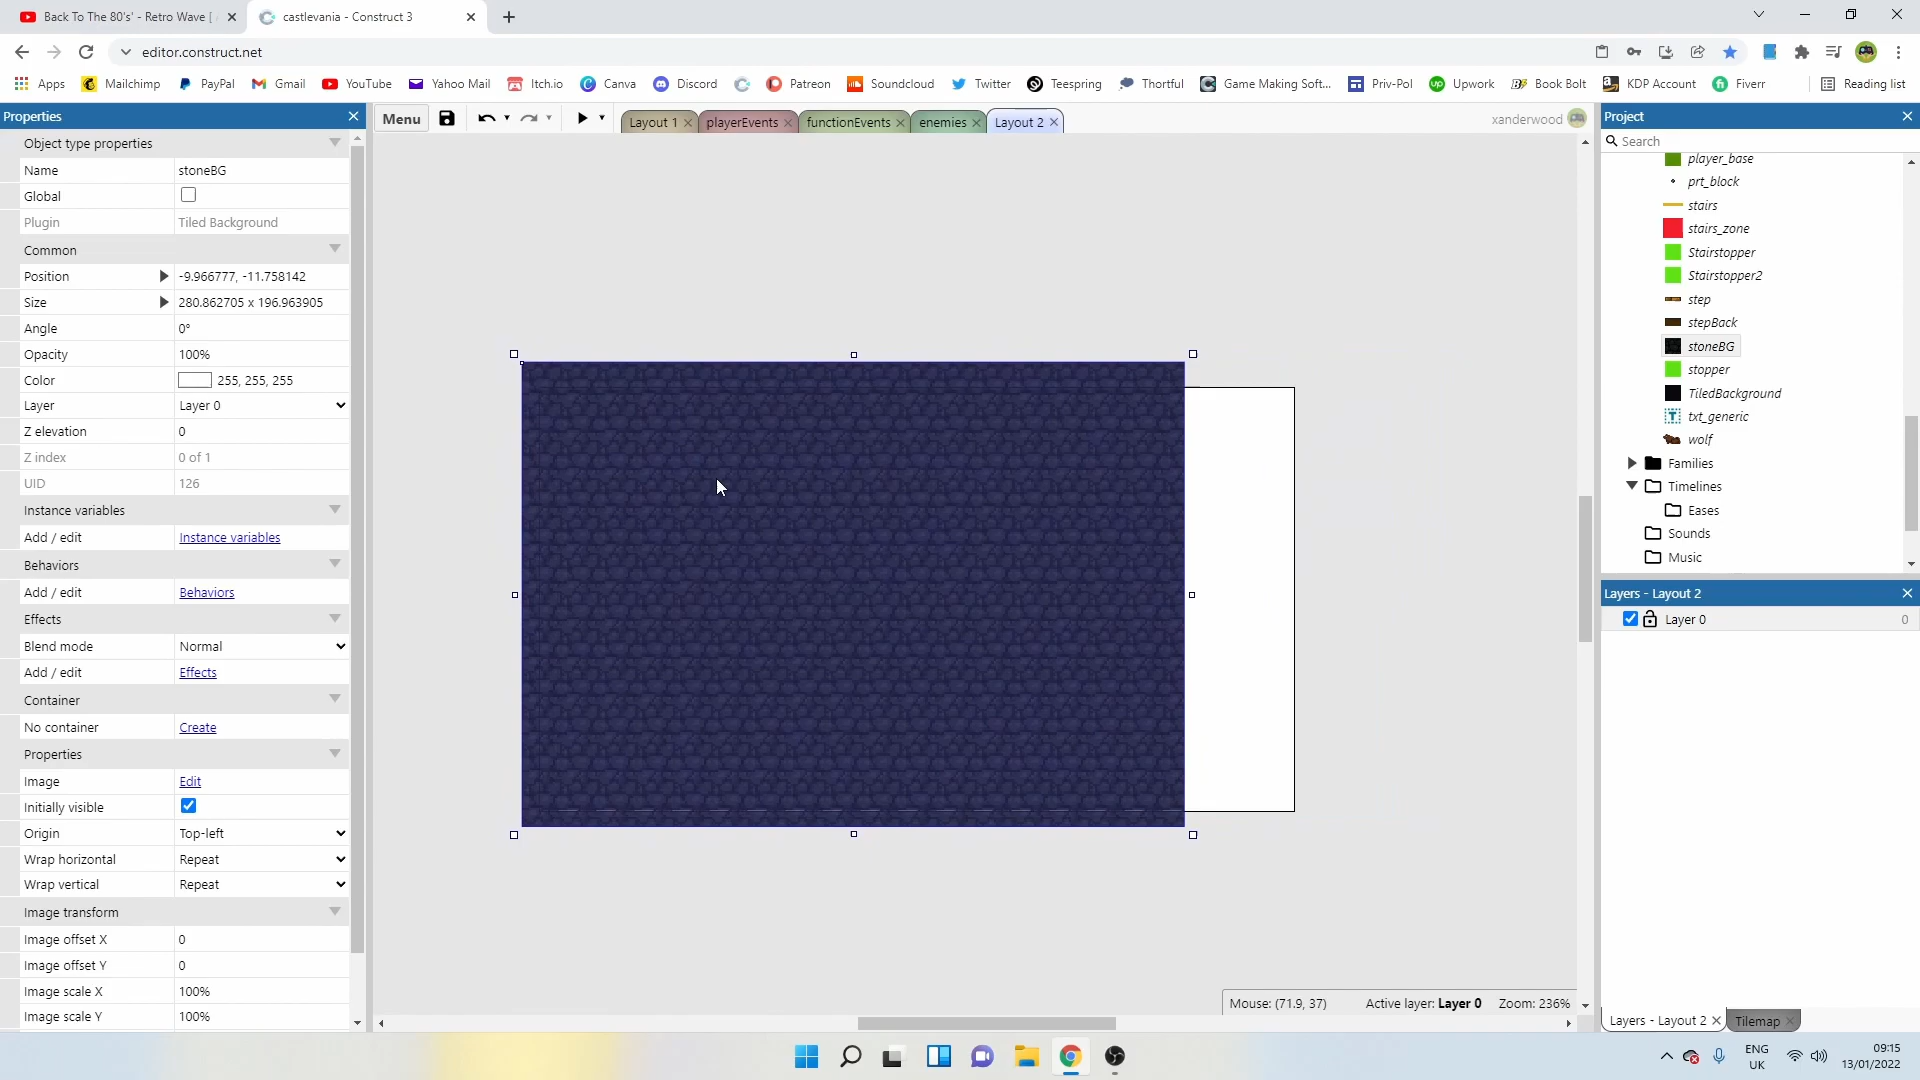 Back To The 80's' - Retro Wave [
castlevania - Construct 3
editor.construct.net
Apps Mailchimp PayPal Gmail YouTube Yahoo Mail Itch.io Canva Discord Patreon Soundcloud Twitter Teespring Thortful Game Making Soft... Priv-Pol Upwork Book Bolt KDP Account Fiverr Reading list
Properties
Menu
Layout 1 playerEvents functionEvents enemies Layout 2
xanderwood
Object type properties
Name stoneBG
Global
Plugin Tiled Background
Common
Position -9.966777, -11.758142
Size 280.862705 x 196.963905
Angle 0°
Opacity 100%
Color 255, 255, 255
Layer Layer 0
Z elevation 0
Z index 0 of 1
UID 126
Instance variables
Add / edit Instance variables
Behaviors
Add / edit Behaviors
Effects
Blend mode Normal
Add / edit Effects
Container
No container Create
Properties
Image Edit
Initially visible
Origin Top-left
Wrap horizontal Repeat
Wrap vertical Repeat
Image transform
Image offset X 0
Image offset Y 0
Image scale X 100%
Image scale Y 100%
Mouse: (71.9, 37) Active layer: Layer 0 Zoom: 236%
Project
Search
player_base
prt_block
stairs
stairs_zone
Stairstopper
Stairstopper2
step
stepBack
stoneBG
stopper
TiledBackground
T txt_generic
wolf
Families
Timelines
Eases
Sounds
Music
Layers - Layout 2
Layer 0 0
Layers - Layout 2 Tilemap
ENG
UK
09:15
13/01/2022